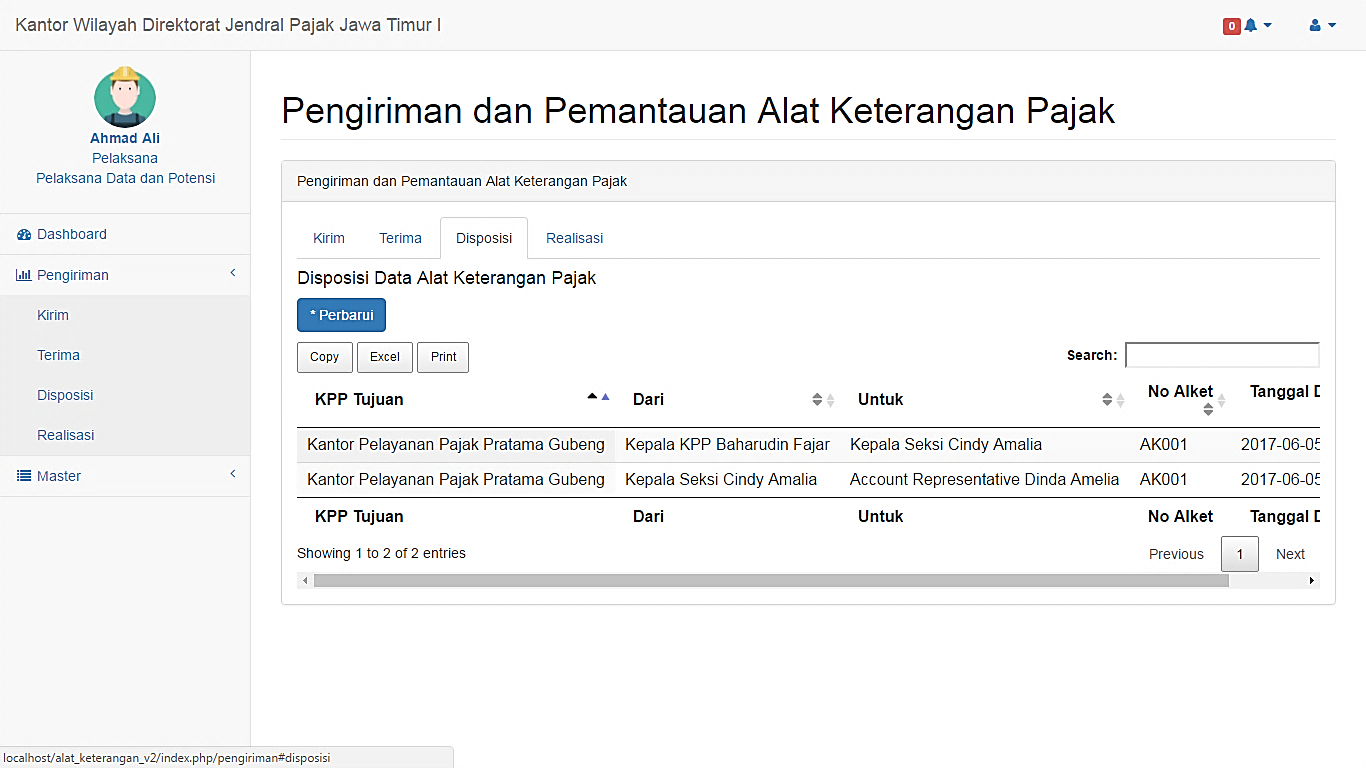 Kantor Wilayah Direktorat Jendral Pajak Jawa Timur I
0
Ahmad Ali
Pelaksana
Pelaksana Data dan Potensi
Dashboard
Pengiriman
Kirim
Terima
Disposisi
Realisasi
Master
Pengiriman dan Pemantauan Alat Keterangan Pajak
Pengiriman dan Pemantauan Alat Keterangan Pajak
Kirim Terima Disposisi Realisasi
Disposisi Data Alat Keterangan Pajak
* Perbarui
Copy Excel Print Search:
KPP Tujuan Dari Untuk No Alket Tanggal D
Kantor Pelayanan Pajak Pratama Gubeng Kepala KPP Baharudin Fajar Kepala Seksi Cindy Amalia AK001 2017-06-05
Kantor Pelayanan Pajak Pratama Gubeng Kepala Seksi Cindy Amalia Account Representative Dinda Amelia AK001 2017-06-05
KPP Tujuan Dari Untuk No Alket Tanggal D
Showing 1 to 2 of 2 entries Previous 1 Next
localhost/alat_keterangan_v2/index.php/pengiriman#disposisi